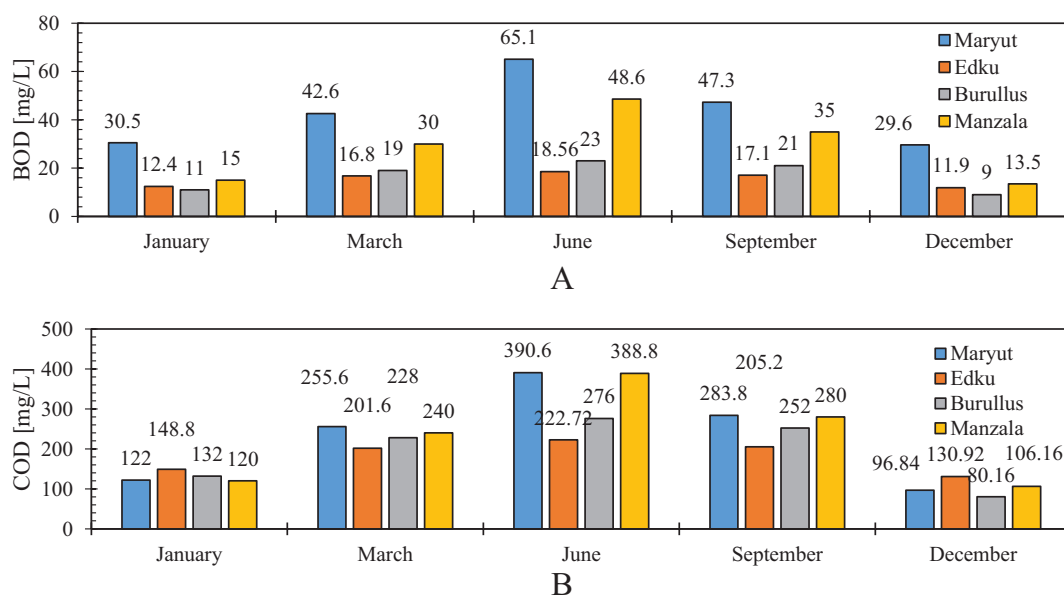 BOD [mg/L]
80
60
40
20
0
30.5
12.4
11
15
42.6
16.8
19
30
65.1
18.56
23
48.6
47.3
17.1
21
35
29.6
11.9
9
13.5
Maryut
Edku
Burullus
Manzala
January
March
June
September
December
A
COD [mg/L]
500
400
300
200
100
0
122
148.8
132
120
255.6
201.6
228
240
390.6
222.72
276
388.8
283.8
205.2
252
280
96.84
130.92
80.16
106.16
Maryut
Edku
Burullus
Manzala
January
March
June
September
December
B